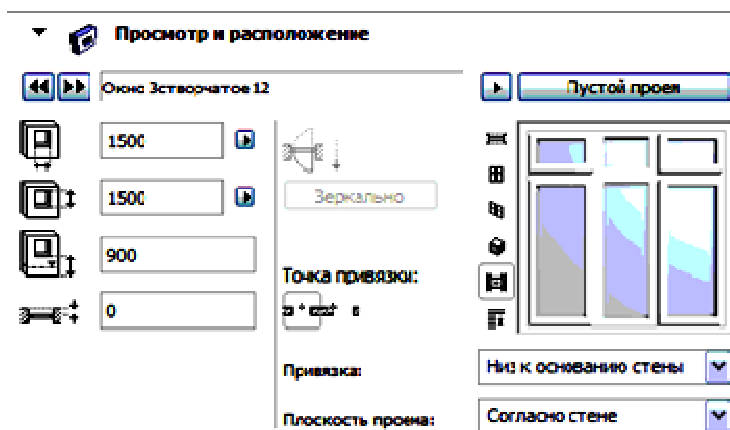 Просмотр и расположение
Окно 3створчатое 12
Пустой проем
1500
1500
Зеркально
900
Точка привязки:
0
Привязка:
Низ к основанию стены
Плоскость проема:
Согласно стене